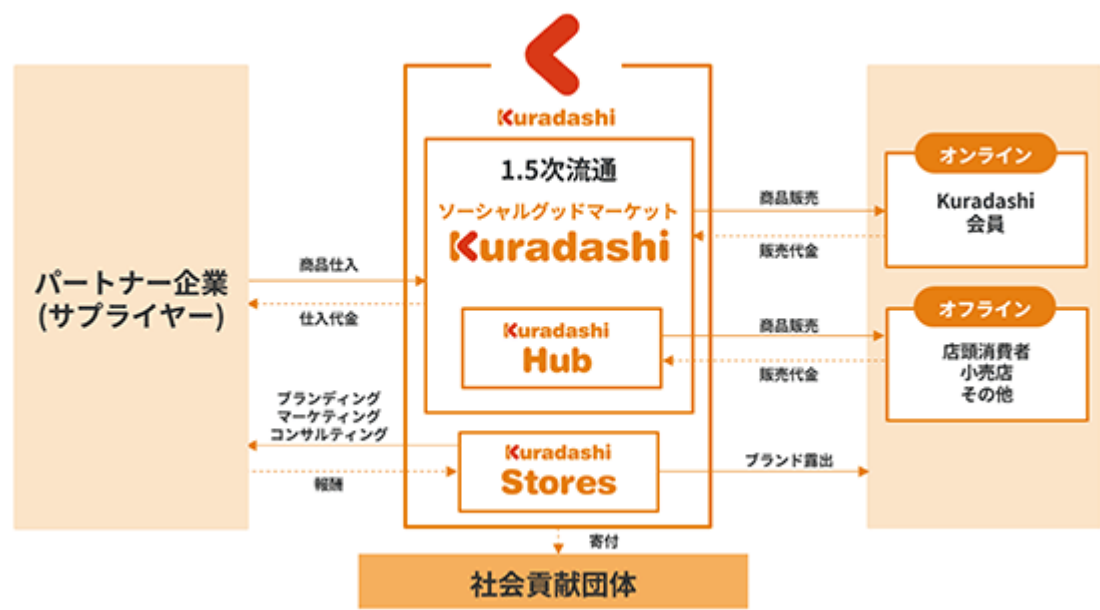 Kuradashi
1.5次流通
ソーシャルグッドマーケット
Kuradashi
Kuradashi
Hub
Kuradashi
Stores
パートナー企業
(サプライヤー)
商品仕入
仕入代金
ブランディング
マーケティング
コンサルティング
報酬
商品販売
販売代金
商品販売
販売代金
ブランド露出
オンライン
Kuradashi
会員
オフライン
店頭消費者
小売店
その他
寄付
社会貢献団体